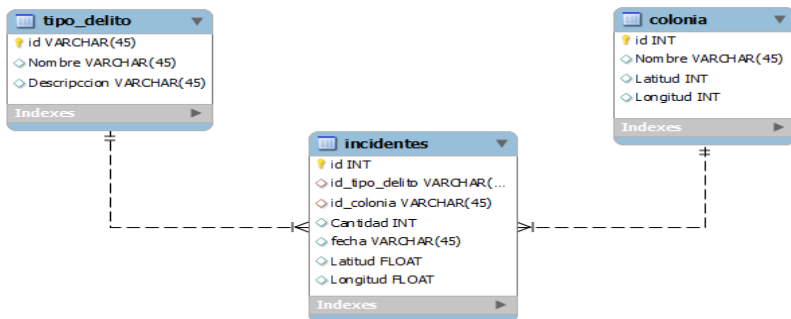 tipo_delito
id VARCHAR(45)
Nombre VARCHAR(45)
Descripccion VARCHAR(45)
Indexes
colonia
id INT
Nombre VARCHAR(45)
Latitud INT
Longitud INT
Indexes
incidentes
id INT
id_tipo_delito VARCHAR(...
id_colonia VARCHAR(45)
Cantidad INT
fecha VARCHAR(45)
Latitud FLOAT
Longitud FLOAT
Indexes